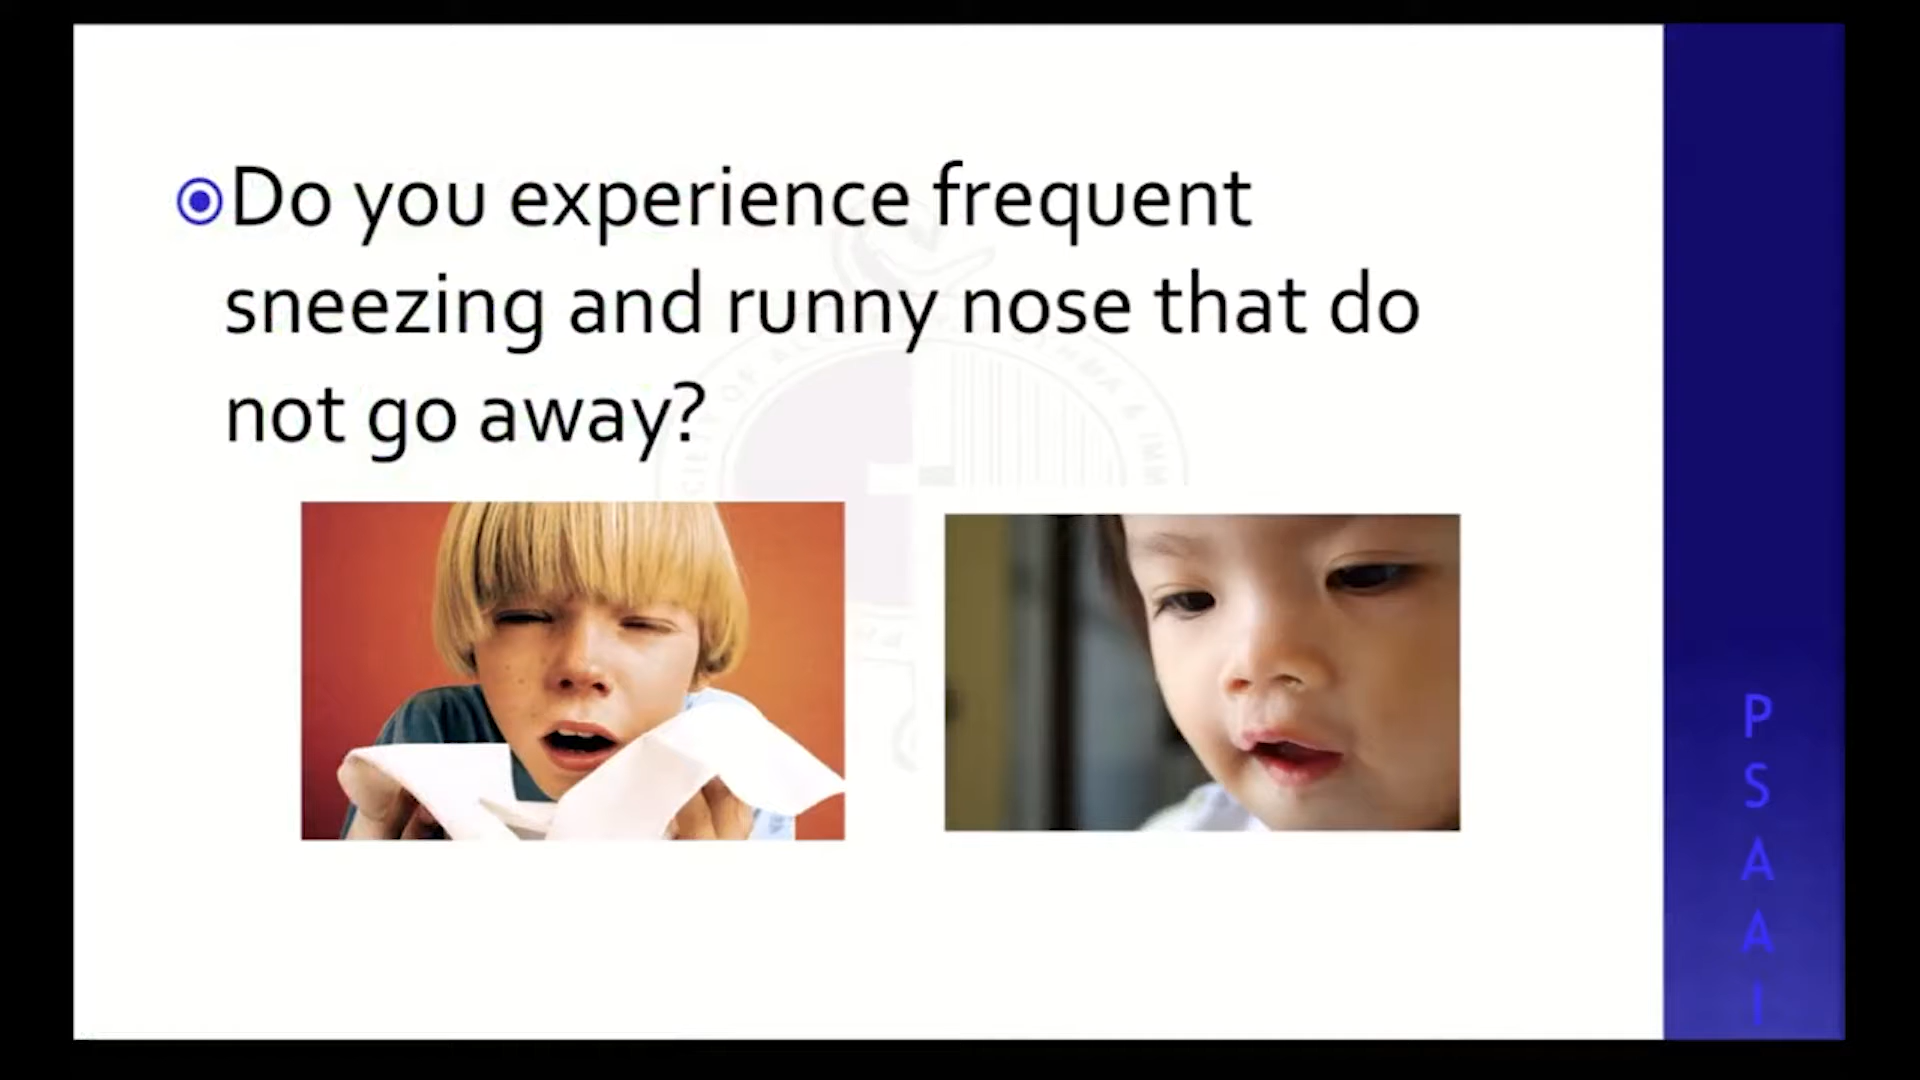 Do you experience frequent
sneezing and runny nose that do
not go away?
P
S
A
A
I